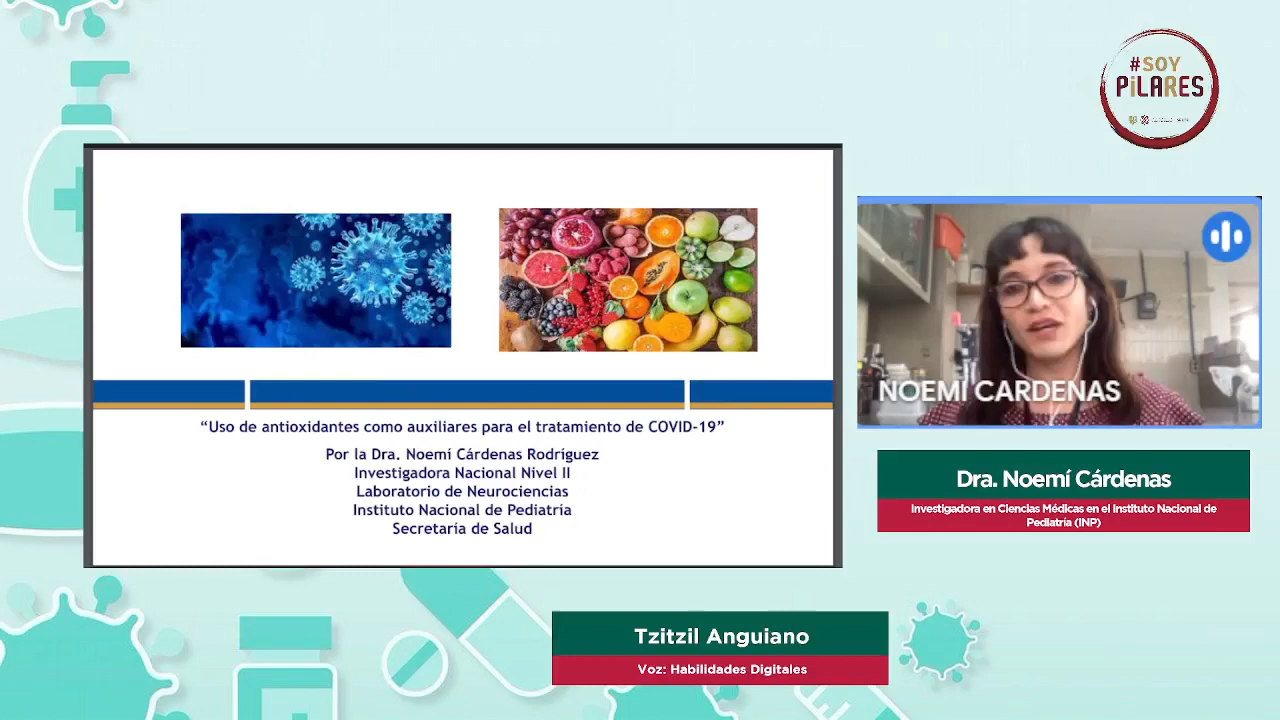 #SOY
PiLARES
“Uso de antioxidantes como auxiliares para el tratamiento de COVID-19”
Por la Dra. Noemí Cárdenas Rodríguez
Investigadora Nacional Nivel II
Laboratorio de Neurociencias
Instituto Nacional de Pediatría
Secretaría de Salud
NOEMI CARDENAS
Dra. Noemí Cárdenas
Investigadora en Ciencias Médicas en el Instituto Nacional de
Pediatría (INP)
Tzitzil Anguiano
Voz: Habilidades Digitales